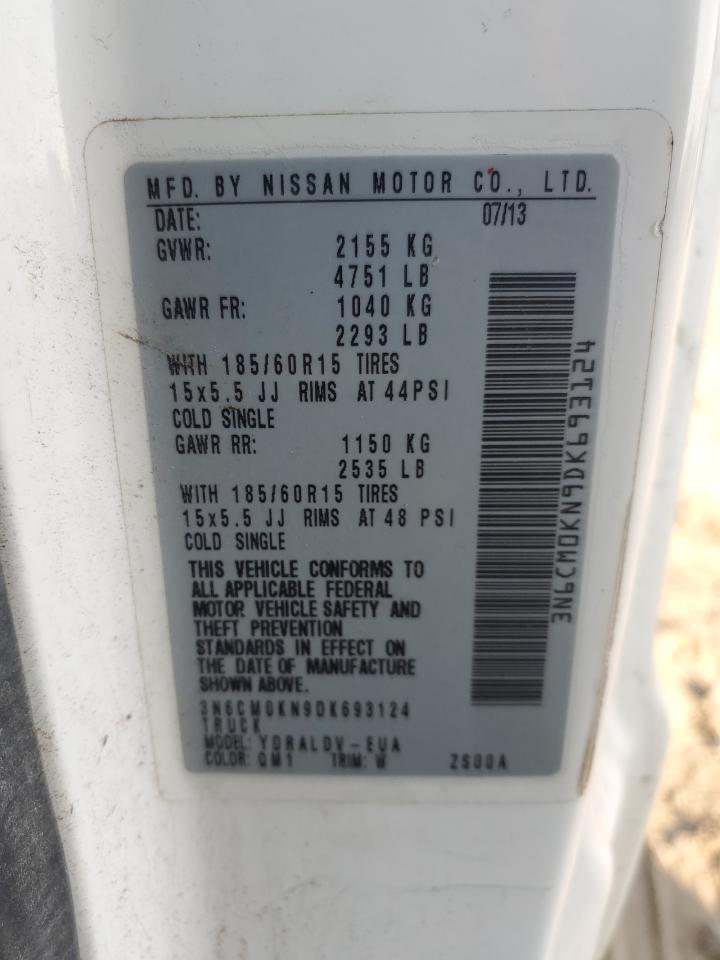 MFD. BY NISSAN MOTOR CO., LTD.
DATE: 07/13
GVWR: 2155 KG
4751 LB
GAWR FR: 1040 KG
2293 LB
WITH 185/60R15 TIRES
15x5.5 JJ RIMS AT 44PSI
COLD SINGLE
GAWR RR: 1150 KG
2535 LB
WITH 185/60R15 TIRES
15x5.5 JJ RIMS AT 48 PSI
COLD SINGLE
THIS VEHICLE CONFORMS TO
ALL APPLICABLE FEDERAL
MOTOR VEHICLE SAFETY AND
THEFT PREVENTION
STANDARDS IN EFFECT ON
THE DATE OF MANUFACTURE
SHOWN ABOVE.
3N6CM0KN9DK693124
TRUCK
MODEL: YDRALDV-EUA
COLOR: QM1 TRIM: W ZS00A
3N6CM0KN9DK693124